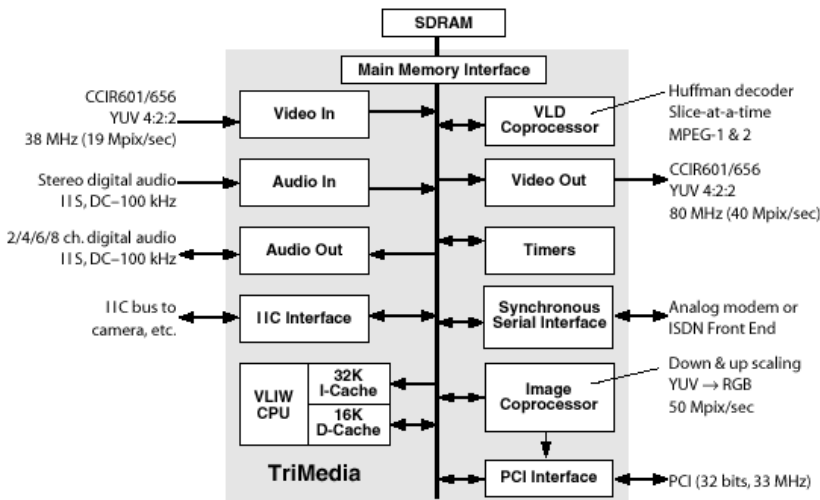 SDRAM
Main Memory Interface
CCIR601/656
YUV 4:2:2
38 MHz (19 Mpix/sec)
Video In
VLD
Coprocessor
Huffman decoder
Slice-at-a-time
MPEG-1 & 2
Stereo digital audio
IIS, DC–100 kHz
Audio In
Video Out
CCIR601/656
YUV 4:2:2
80 MHz (40 Mpix/sec)
2/4/6/8 ch. digital audio
IIS, DC–100 kHz
Audio Out
Timers
IIC bus to
camera, etc.
IIC Interface
Synchronous
Serial Interface
Analog modem or
ISDN Front End
VLIW
CPU
32K
I-Cache
16K
D-Cache
Image
Coprocessor
Down & up scaling
YUV → RGB
50 Mpix/sec
TriMedia
PCI Interface
PCI (32 bits, 33 MHz)